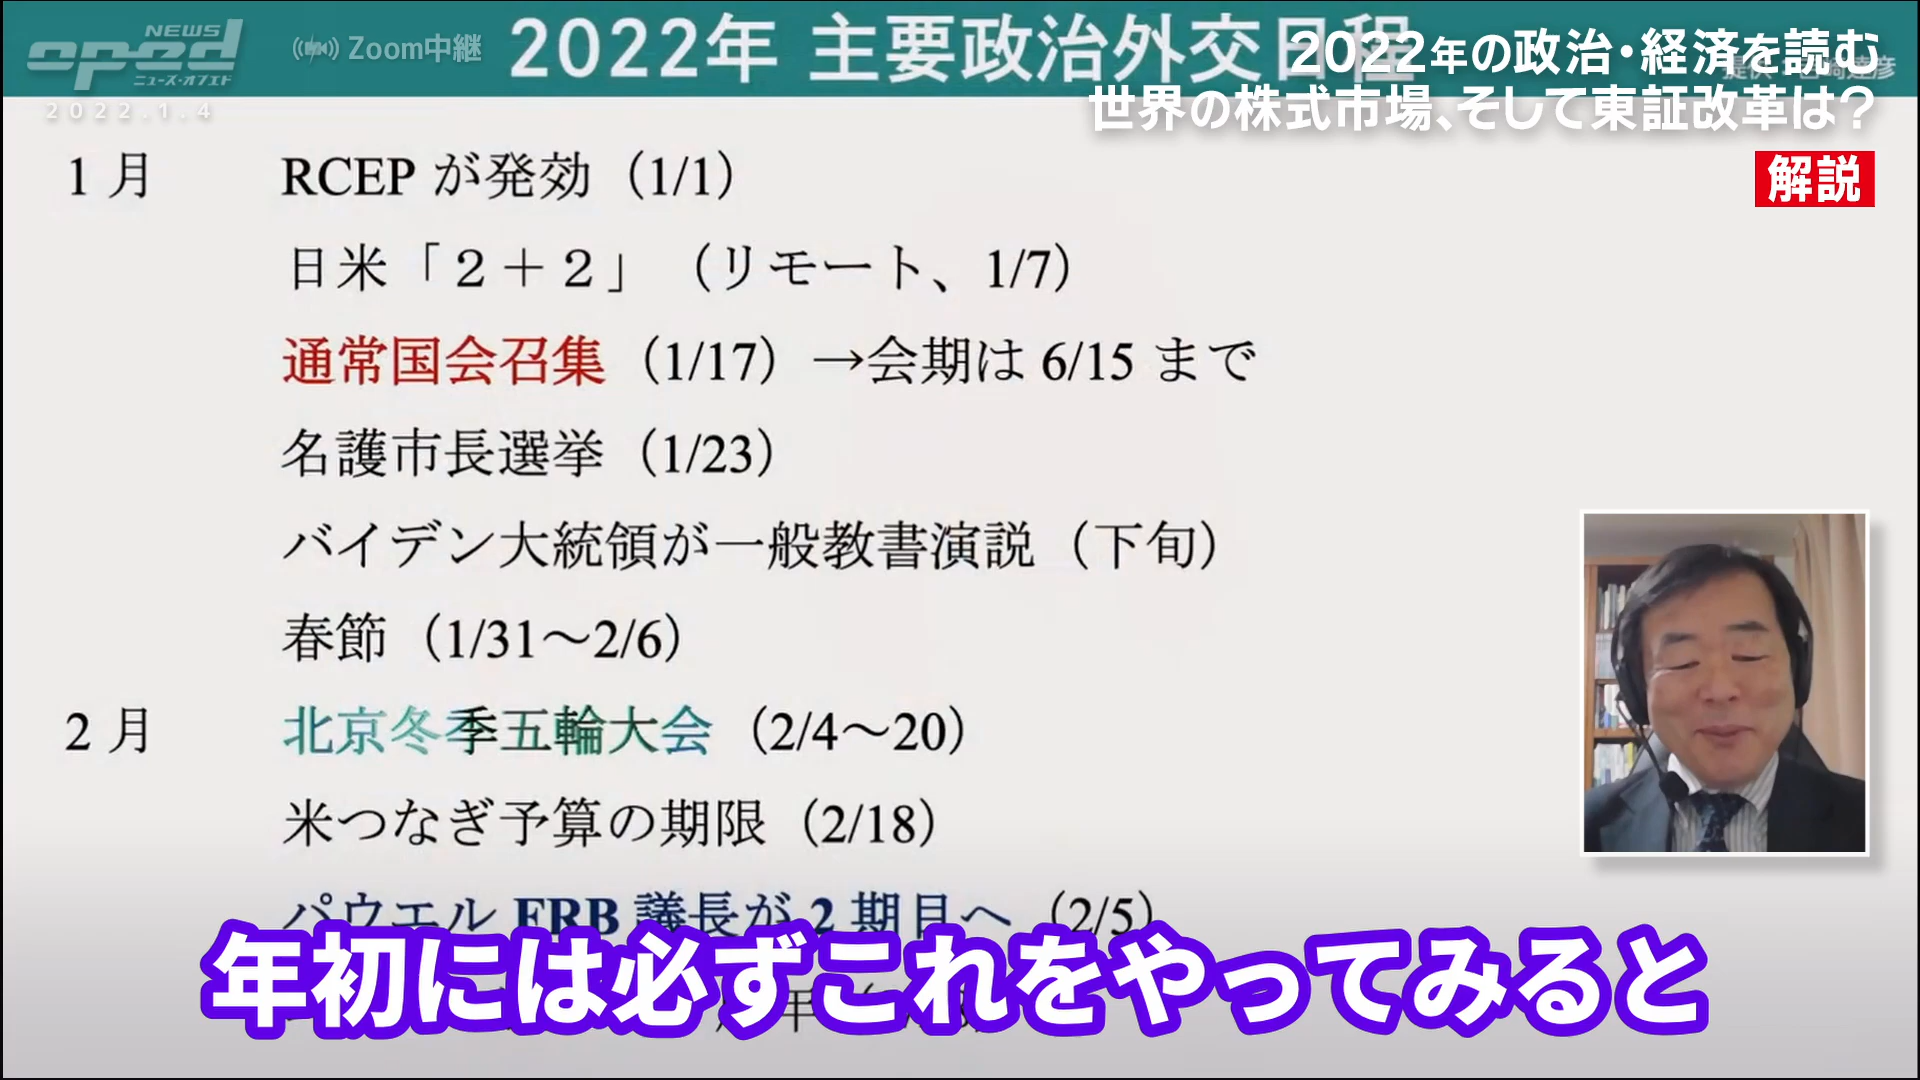 NEWS
oped
ニューズ・オプエド
2022.1.4
Zoom中継
2022年 主要政治外交日程
2022年の政治・経済を読む
世界の株式市場、そして東証改革は?
解説
1月 RCEP が発効（1/1）
日米「２＋２」（リモート、1/7）
通常国会召集（1/17）→会期は 6/15 まで
名護市長選挙（1/23）
バイデン大統領が一般教書演説（下旬）
春節（1/31～2/6）
2月 北京冬季五輪大会（2/4～20）
米つなぎ予算の期限（2/18）
パウエル FRB 議長が 2 期目へ（2/5）
年初には必ずこれをやってみると